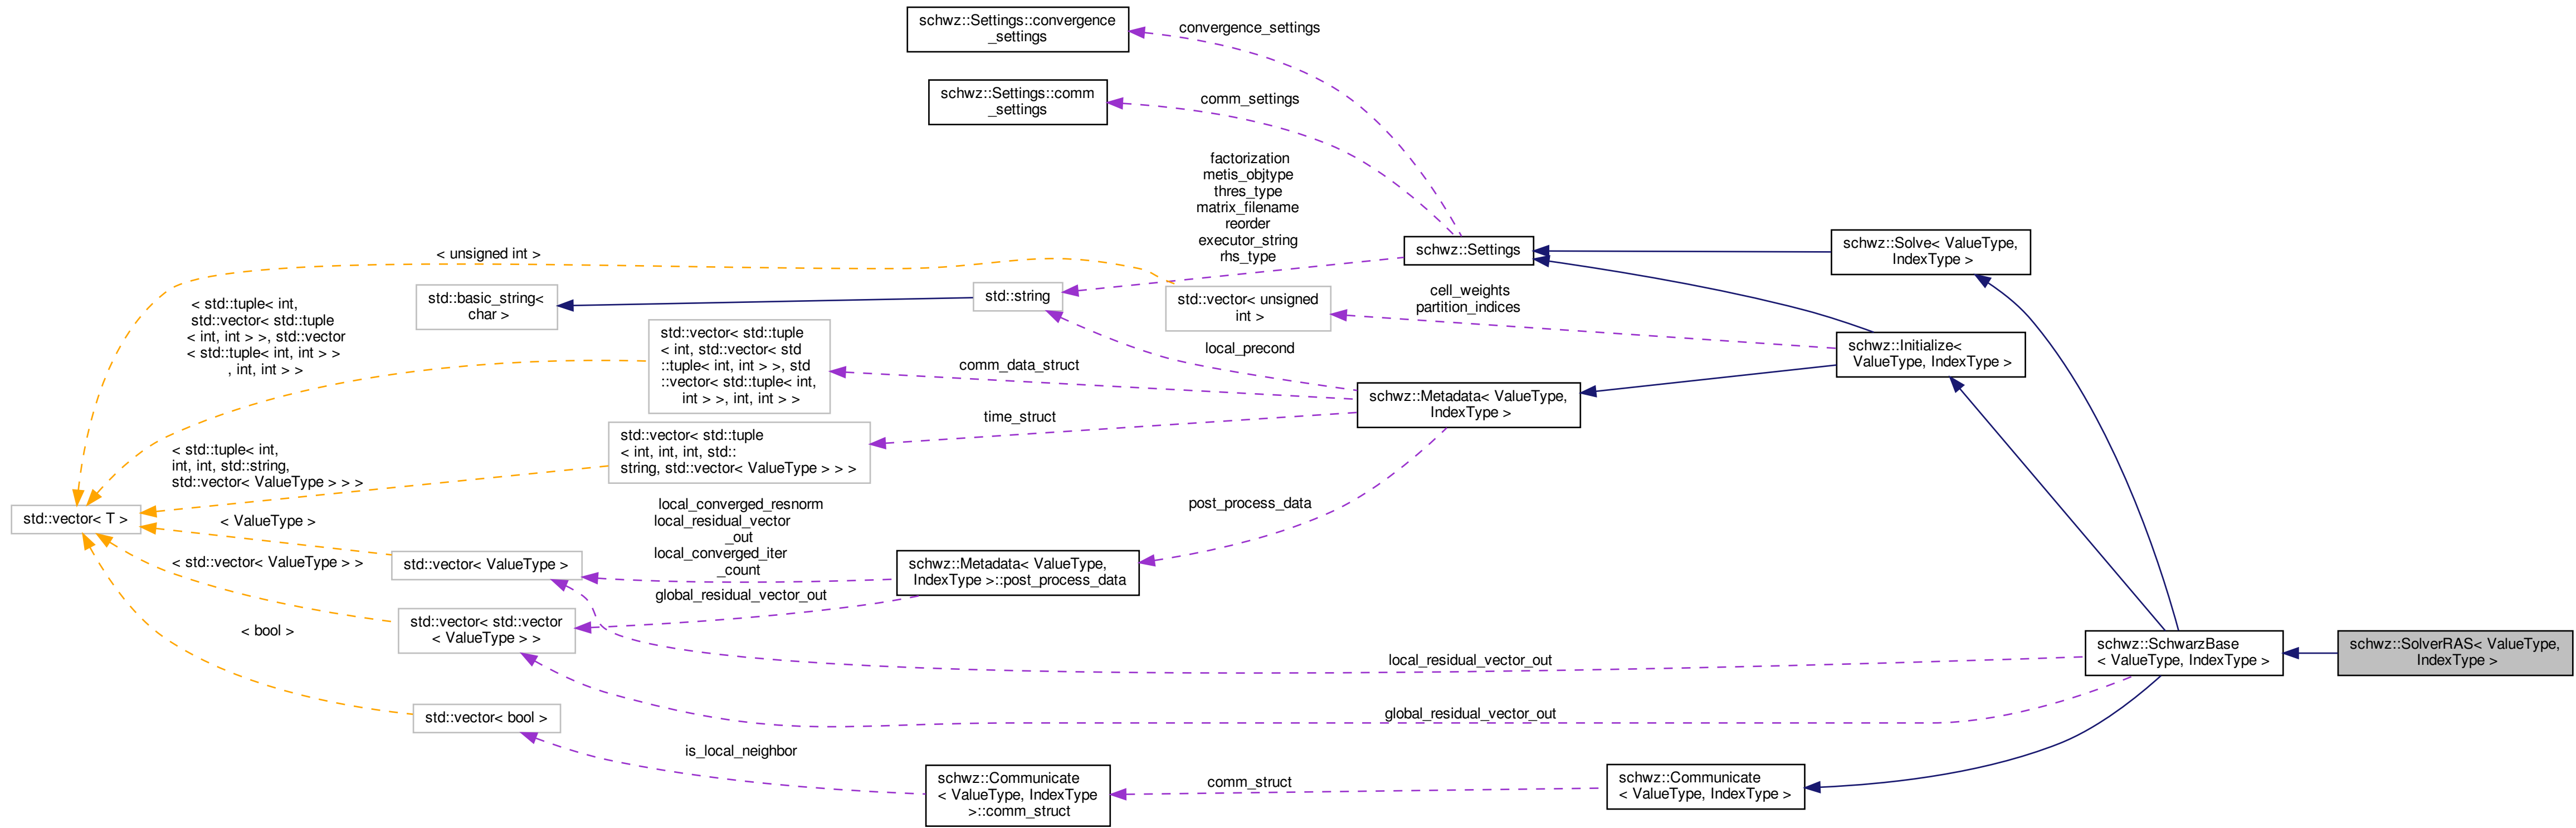 schwz::Settings::convergence
_settings
convergence_settings
schwz::Settings::comm
_settings
comm_settings
factorization
metis_objtype
thres_type
matrix_filename
reorder
executor_string
rhs_type
schwz::Settings
schwz::Solve< ValueType,
IndexType >
< unsigned int >
std::basic_string<
char >
std::string
std::vector< unsigned
int >
cell_weights
partition_indices
< std::tuple< int,
std::vector< std::tuple
< int, int > >, std::vector
< std::tuple< int, int > >
, int, int > >
std::vector< std::tuple
< int, std::vector< std
::tuple< int, int > >, std
::vector< std::tuple< int,
int > >, int, int > >
local_precond
comm_data_struct
schwz::Initialize<
ValueType, IndexType >
schwz::Metadata< ValueType,
IndexType >
time_struct
std::vector< std::tuple
< int, int, int, std::
string, std::vector< ValueType > > >
< std::tuple< int,
int, int, std::string,
std::vector< ValueType > > >
std::vector< T >
< ValueType >
local_converged_resnorm
local_residual_vector
_out
local_converged_iter
_count
post_process_data
std::vector< ValueType >
< std::vector< ValueType > >
schwz::Metadata< ValueType,
IndexType >::post_process_data
global_residual_vector_out
std::vector< std::vector
< ValueType > >
< bool >
local_residual_vector_out
schwz::SchwarzBase
< ValueType, IndexType >
schwz::SolverRAS< ValueType,
IndexType >
std::vector< bool >
global_residual_vector_out
is_local_neighbor
schwz::Communicate
< ValueType, IndexType
>::comm_struct
comm_struct
schwz::Communicate
< ValueType, IndexType >